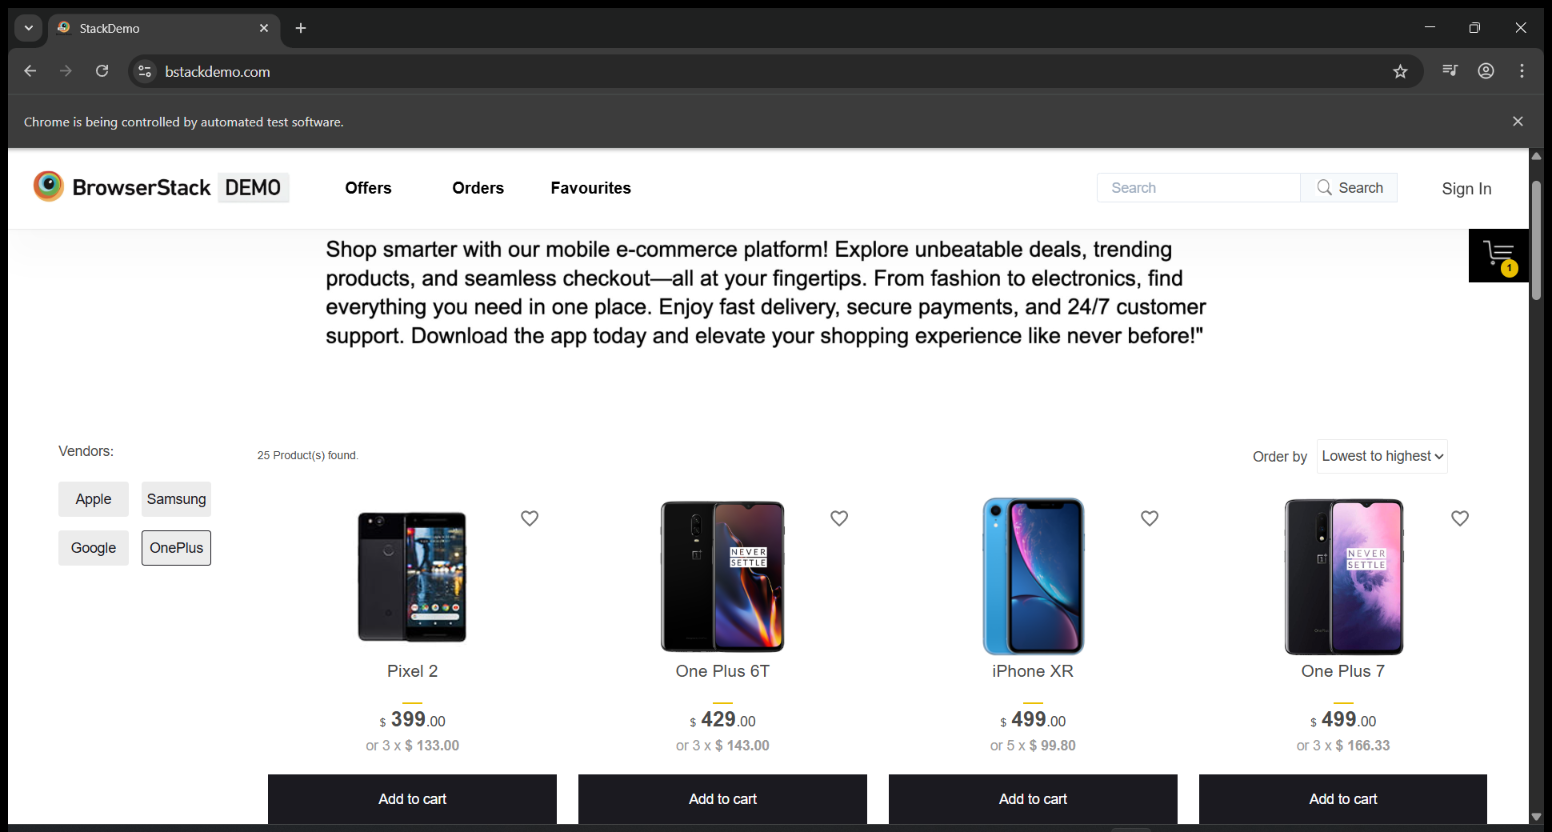 StackDemo
bstackdemo.com
Chrome is being controlled by automated test software.
BrowserStack DEMO Offers Orders Favourites Search Search Sign In
1
Shop smarter with our mobile e-commerce platform! Explore unbeatable deals, trending
products, and seamless checkout—all at your fingertips. From fashion to electronics, find
everything you need in one place. Enjoy fast delivery, secure payments, and 24/7 customer
support. Download the app today and elevate your shopping experience like never before!"
Vendors:
Apple Samsung
Google OnePlus
25 Product(s) found.
Order by Lowest to highest
NEVER
SETTLE
NEVER
SETTLE
Pixel 2 One Plus 6T iPhone XR One Plus 7
$ 399.00 $ 429.00 $ 499.00 $ 499.00
or 3 x $ 133.00 or 3 x $ 143.00 or 5 x $ 99.80 or 3 x $ 166.33
Add to cart Add to cart Add to cart Add to cart